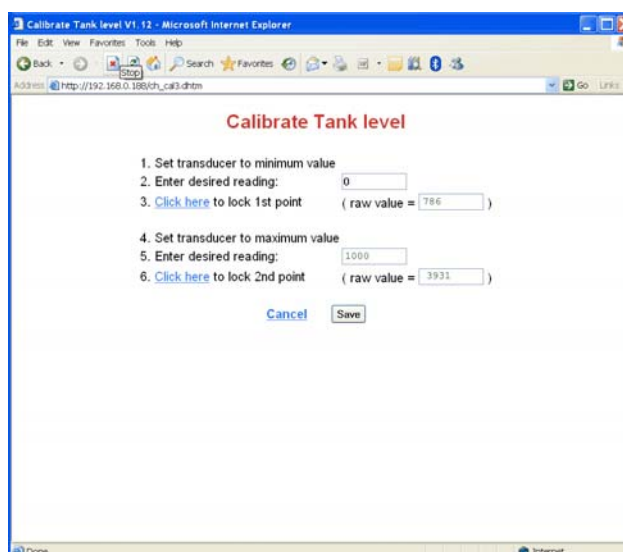 Calibrate Tank level V1.12 - Microsoft Internet Explorer
File Edit View Favorites Tools Help
Back Search Favorites
Stop
Address http://192.168.0.188/ch_cal3.dhtm Go Links
Calibrate Tank level
1. Set transducer to minimum value
2. Enter desired reading: 0
3. Click here to lock 1st point ( raw value = 786 )
4. Set transducer to maximum value
5. Enter desired reading: 1000
6. Click here to lock 2nd point ( raw value = 3931 )
Cancel Save
Done Internet